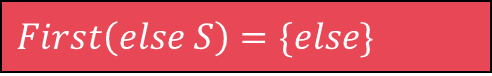 First(else S) = {else}